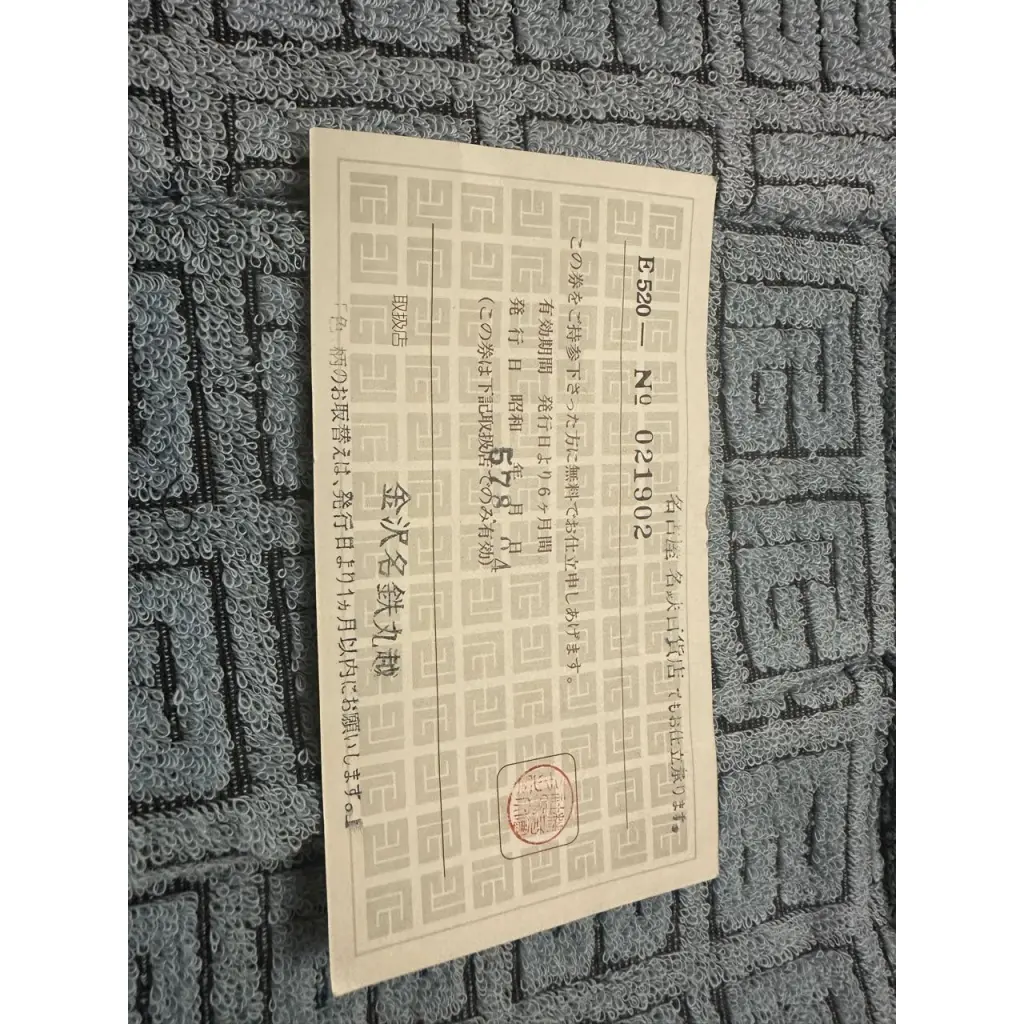 名古屋 名鉄百貨店 でもお仕立承ります。
E520— № 021902
この券をご持参下さった方に無料でお仕立申しあげます。
有効期間 発行日より6ヶ月間
発行日 昭和57年8月4日
(この券は下記取扱店でのみ有効)
取扱店 金沢名鉄丸越
「色 柄のお取替えは、発行日より1ヵ月以内にお願いします。」